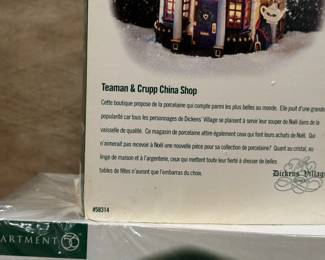 Teaman & Crupp China Shop
Cette boutique propose de la porcelaine qui compte parmi les plus belles au monde. Elle jouit d'une grande
popularité car tous les personnages de Dickens' Village se plaisent à servir leur souper de Noël dans de la
vaisselle de qualité. Ce magasin de porcelaine attire également ceux qui font leurs achats de Noël. Qui
n'aimerait pas recevoir à Noël une nouvelle pièce pour sa collection de porcelaine? Quant au cristal, au
linge de maison et à l'argenterie, ceux qui mettent toute leur fierté à dresser de belles
tables de fêtes n'auront que l'embarras du choix.
Dickens' Village
#58314
ARTMENT 56